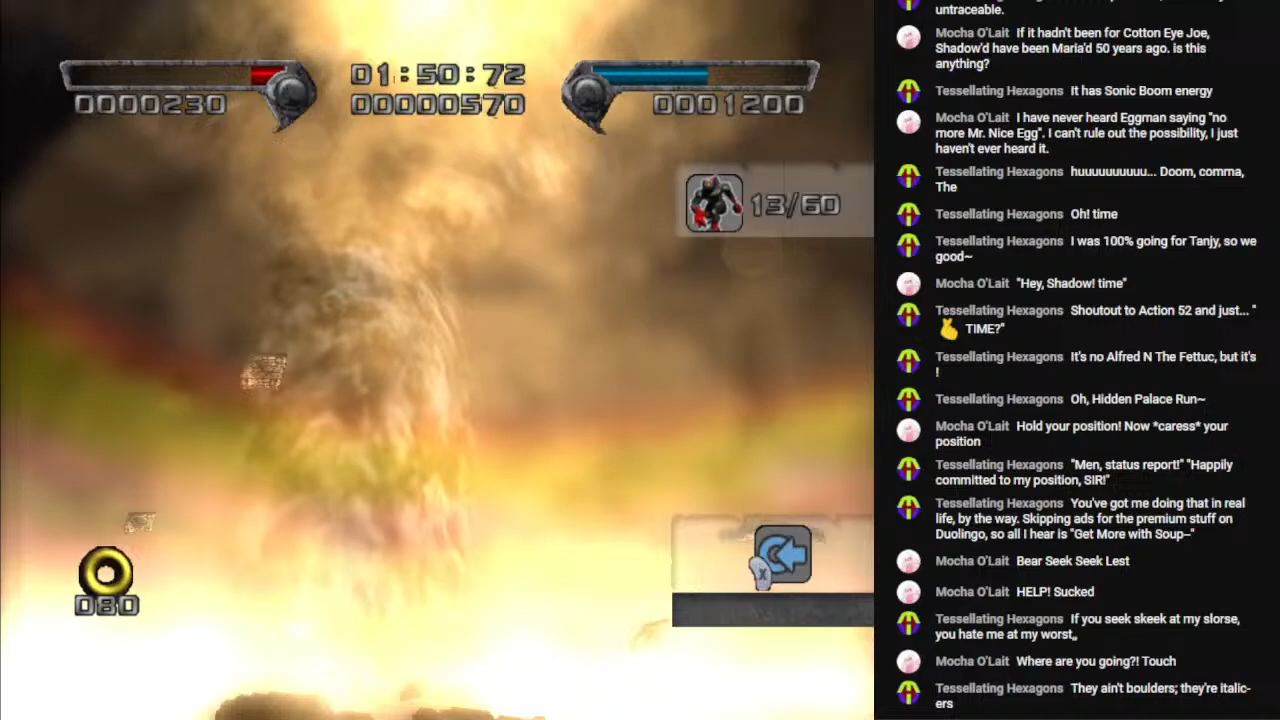 01:50:72
0000230
00000570
0001200
13/60
080
X
untraceable.
Mocha O'Lait If it hadn't been for Cotton Eye Joe,
Shadow'd have been Maria'd 50 years ago. is this
anything?
Tessellating Hexagons It has Sonic Boom energy
Mocha O'Lait I have never heard Eggman saying "no
more Mr. Nice Egg". I can't rule out the possibility, I just
haven't ever heard it.
Tessellating Hexagons huuuuuuuuuu... Doom, comma,
The
Tessellating Hexagons Oh! time
Tessellating Hexagons I was 100% going for Tanjy, so we
good~
Mocha O'Lait "Hey, Shadow! time"
Tessellating Hexagons Shoutout to Action 52 and just... "
TIME?"
Tessellating Hexagons It's no Alfred N The Fettuc, but it's
!
Tessellating Hexagons Oh, Hidden Palace Run~
Mocha O'Lait Hold your position! Now *caress* your
position
Tessellating Hexagons "Men, status report!" "Happily
committed to my position, SIR!"
Tessellating Hexagons You've got me doing that in real
life, by the way. Skipping ads for the premium stuff on
Duolingo, so all I hear is "Get More with Soup–"
Mocha O'Lait Bear Seek Seek Lest
Mocha O'Lait HELP! Sucked
Tessellating Hexagons If you seek skeek at my slorse,
you hate me at my worst,,
Mocha O'Lait Where are you going?! Touch
Tessellating Hexagons They ain't boulders; they're italic-
ers